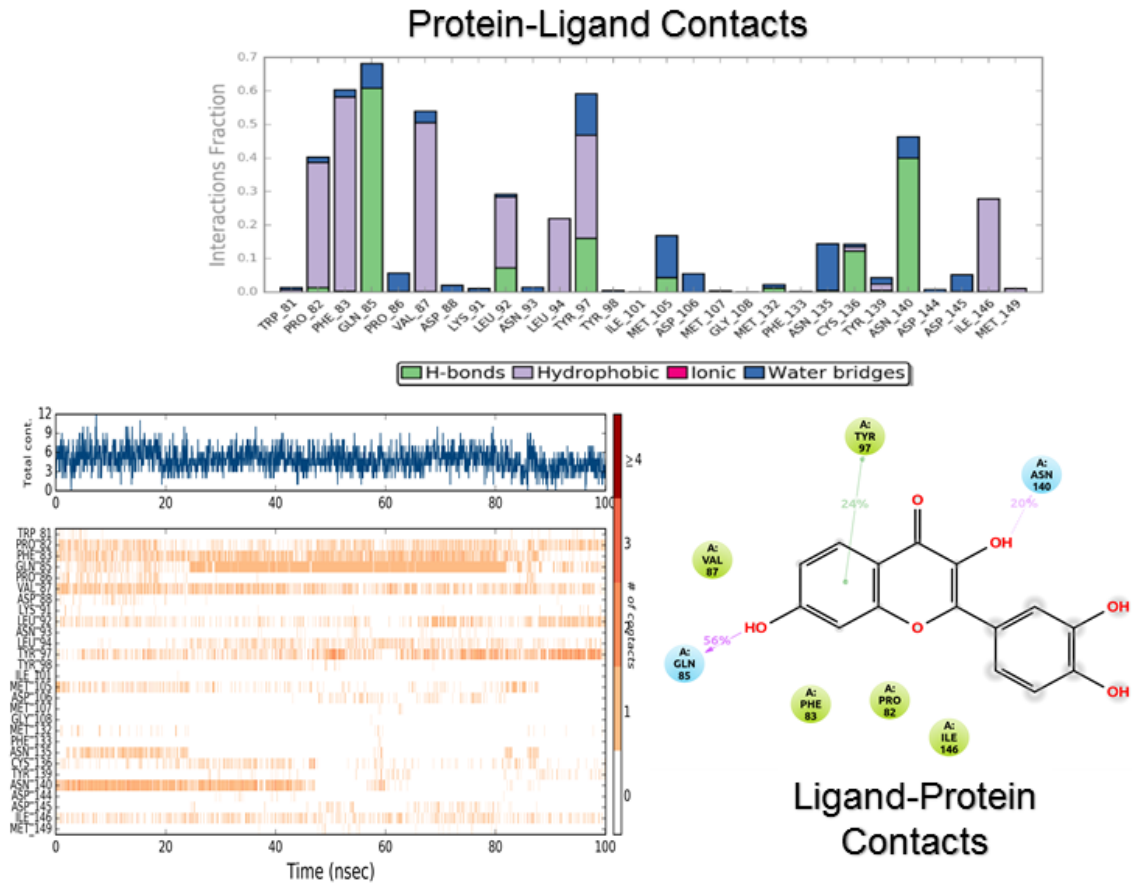 Protein-Ligand Contacts
Interactions Fraction
0.7
0.6
0.5
0.4
0.3
0.2
0.1
0.0
TRP_81
PRO_82
PHE_83
GLN_85
PRO_86
VAL_87
ASP_88
LYS_91
LEU_92
ASN_93
LEU_94
TYR_97
TYR_98
ILE_101
MET_105
ASP_106
MET_107
GLY_108
MET_132
PHE_133
ASN_135
CYS_136
TYR_139
ASN_140
ASP_144
ASP_145
ILE_146
MET_149
H-bonds Hydrophobic Ionic Water bridges
Total cont.
12
9
6
3
0
0 20 40 60 80 100
TRP_81
PRO_82
PHE_83
GLN_85
PRO_86
VAL_87
ASP_88
LYS_91
LEU_92
ASN_93
LEU_94
TYR_97
TYR_98
ILE_101
MET_105
ASP_106
MET_107
GLY_108
MET_132
PHE_133
ASN_135
CYS_136
TYR_139
ASN_140
ASP_144
ASP_145
ILE_146
MET_149
0 20 40 60 80 100
Time (nsec)
≥4
3
2
1
0
# of contacts
A:
TYR
97
A:
ASN
140
24%
20%
O
OH
A:
VAL
87
HO
O
OH
OH
56%
A:
GLN
85
A:
PHE
83
A:
PRO
82
A:
ILE
146
Ligand-Protein
Contacts